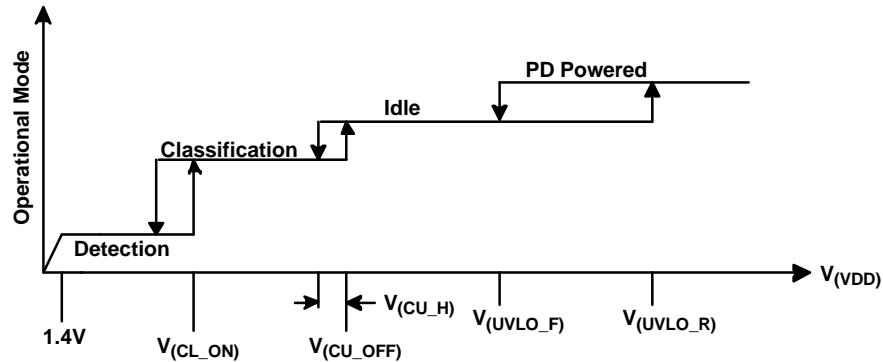 PD Powered
Idle
Classification
Detection
Operational Mode
V(VDD)
1.4V
V(CL_ON)
V(CU_H)
V(CU_OFF)
V(UVLO_F)
V(UVLO_R)